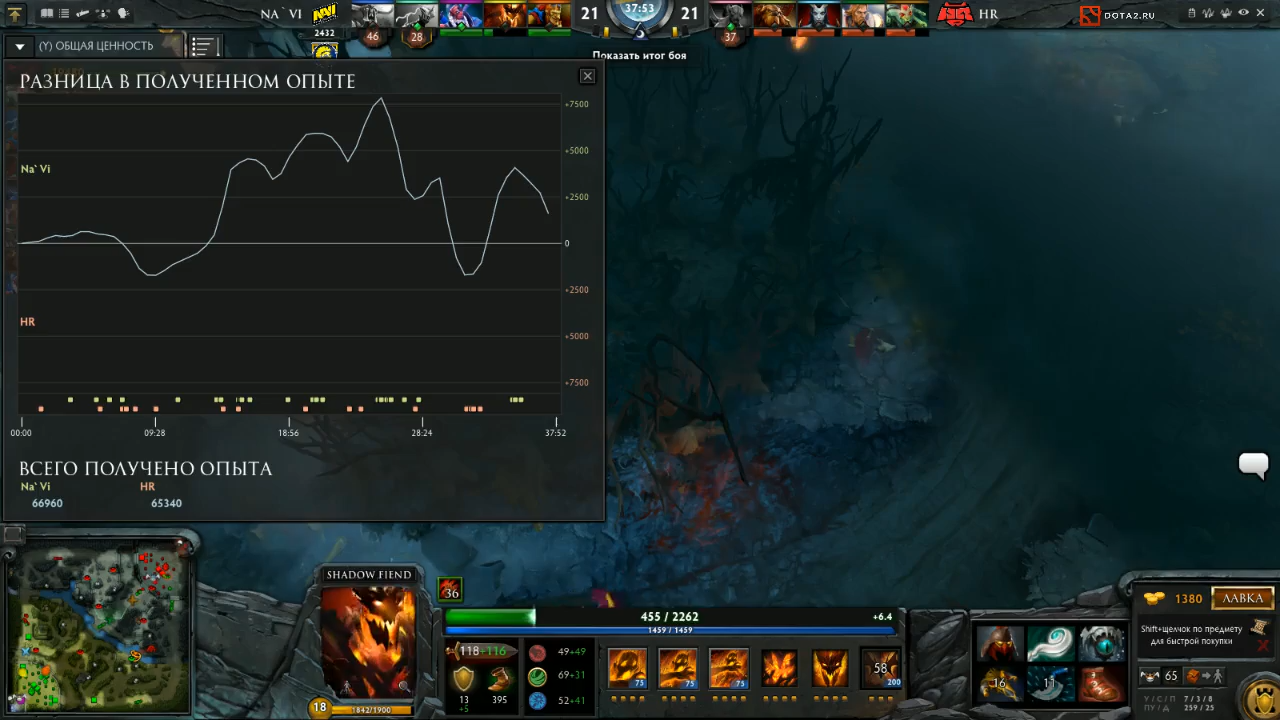 NA` VI
2432
46
28
21
37:53
21
37
HR
DOTA2.RU
(Y) ОБЩАЯ ЦЕННОСТЬ
Показать итог боя
РАЗНИЦА В ПОЛУЧЕННОМ ОПЫТЕ
+7500
+5000
Na` Vi
+2500
0
+2500
HR
+5000
+7500
00:00
09:28
18:56
28:24
37:52
ВСЕГО ПОЛУЧЕНО ОПЫТА
Na` Vi
HR
66960
65340
SHADOW FIEND
36
455 / 2262
+6.4
1459 / 1459
118+116
13
+5
395
49+49
69+31
52+41
75
75
75
58
200
18
1842/1900
16
11
1380
ЛАВКА
Shift+щелчок по предмету
для быстрой покупки
65
У / С / П 7 / 3 / 8
ПУ / Д 259 / 25